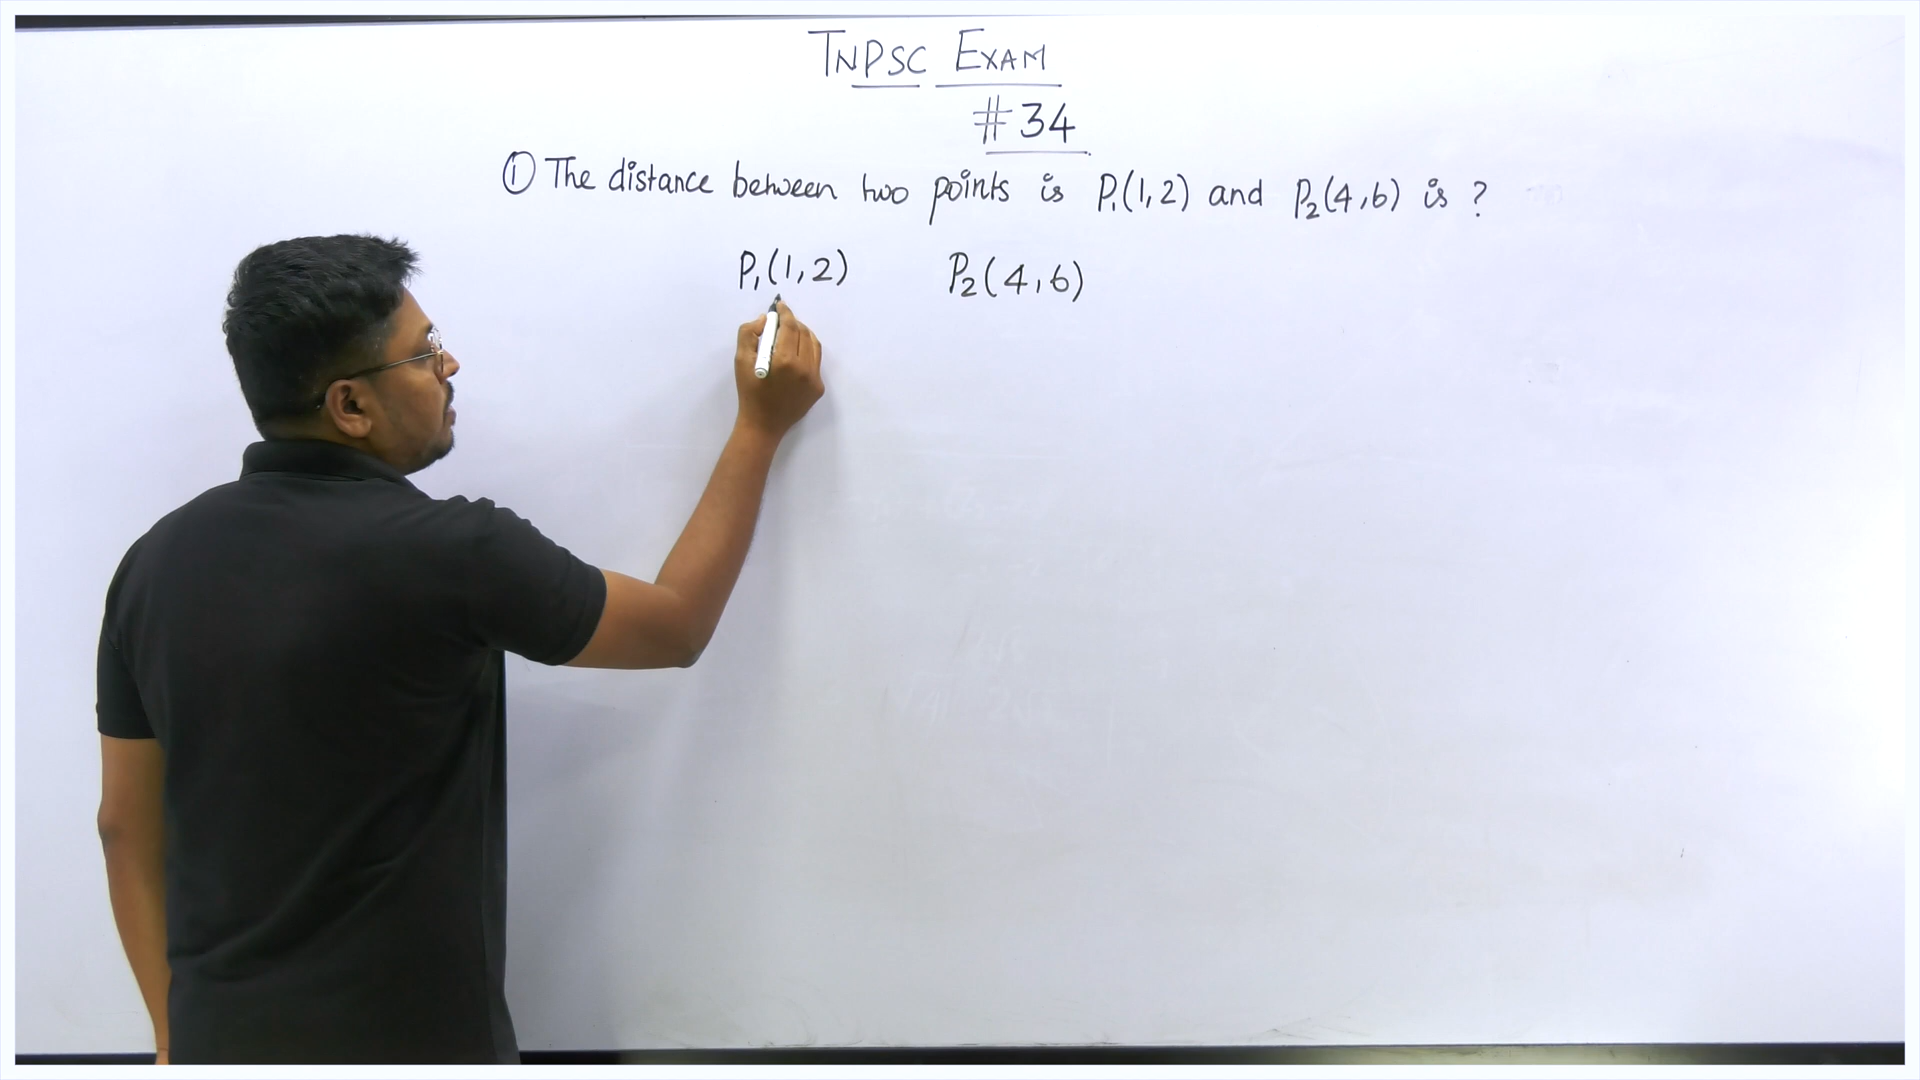 TNPSC EXAM
#34
① The distance between two points is P₁(1,2) and P₂(4,6) is ?
P₁(1,2) P₂(4,6)